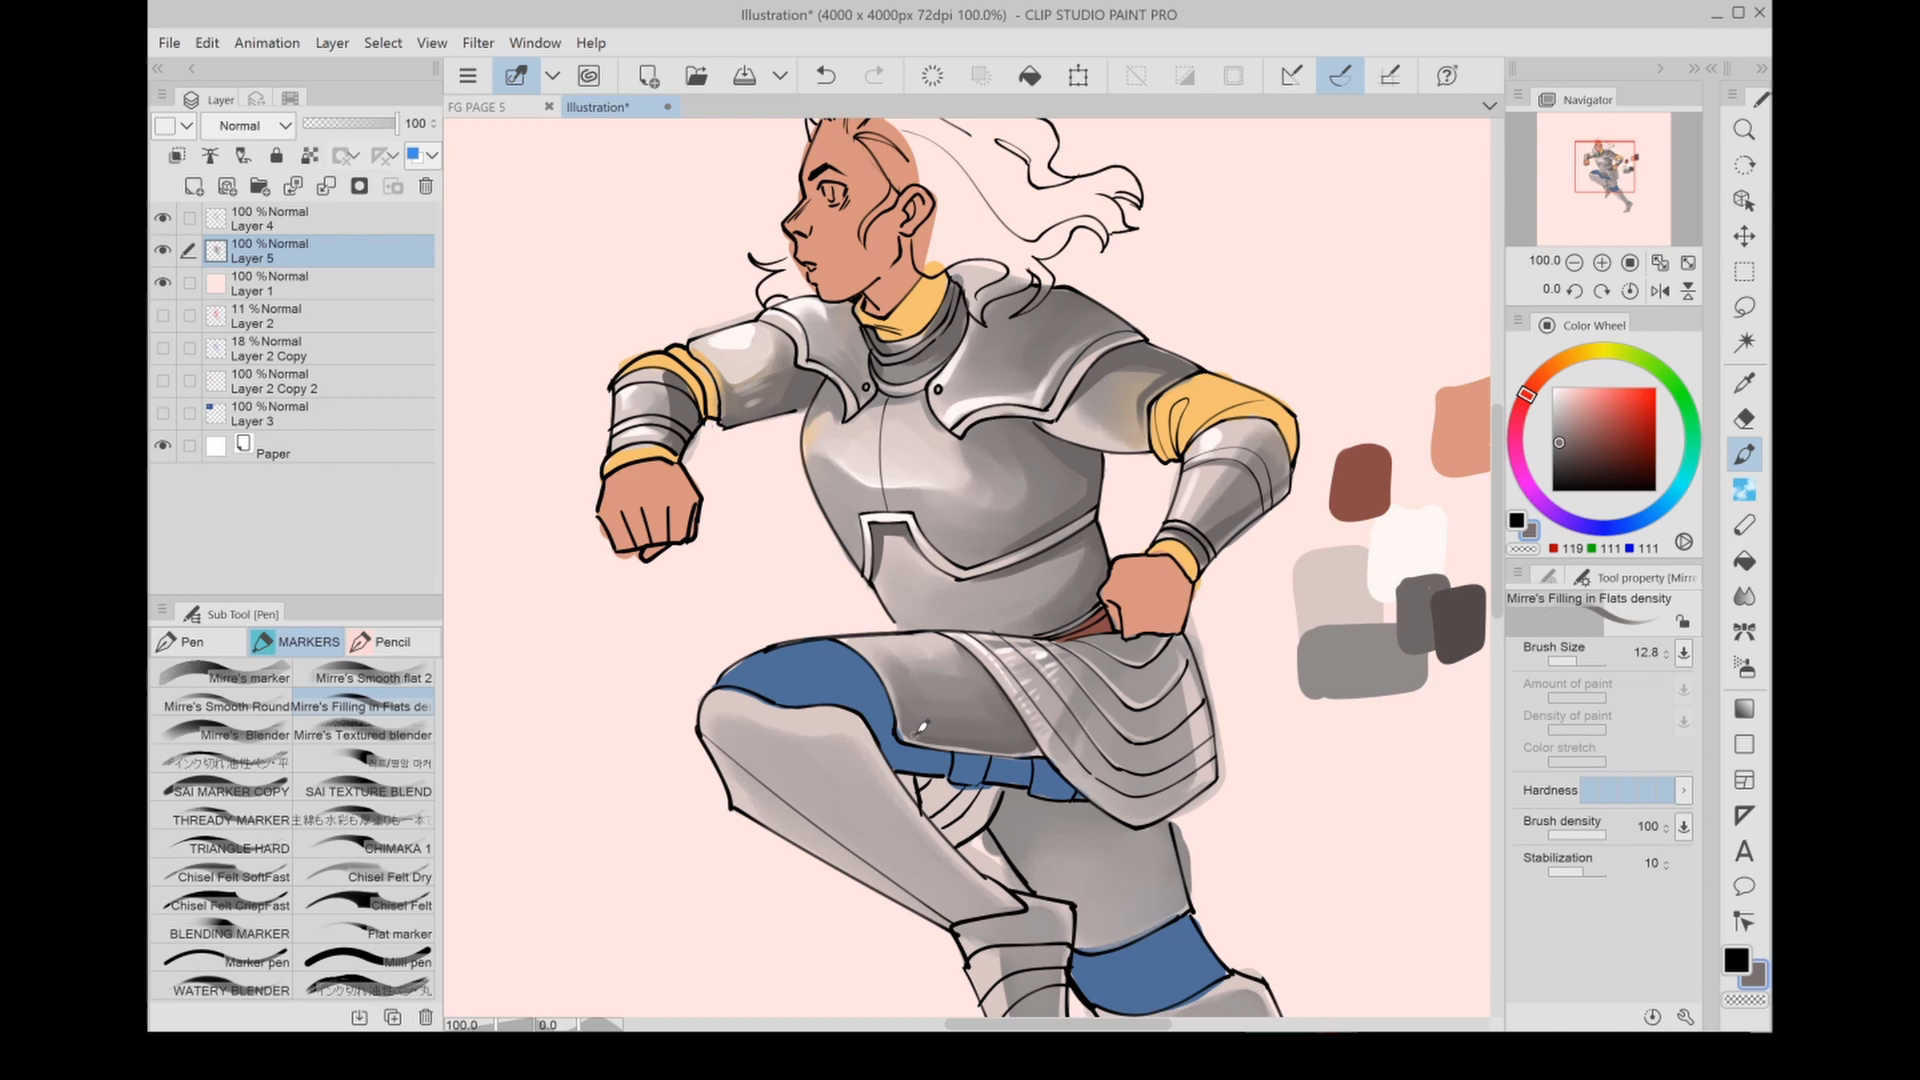 Illustration* (4000 x 4000px 72dpi 100.0%) - CLIP STUDIO PAINT PRO
File Edit Animation Layer Select View Filter Window Help
FG PAGE 5
Illustration*
Layer
Normal 100
100 %Normal
Layer 4
100 %Normal
Layer 5
100 %Normal
Layer 1
11 %Normal
Layer 2
18 %Normal
Layer 2 Copy
100 %Normal
Layer 2 Copy 2
100 %Normal
Layer 3
Paper
Sub Tool [Pen]
Pen MARKERS Pencil
Mirre's marker Mirre's Smooth flat 2
Mirre's Smooth Round Mirre's Filling in Flats de
Mirre's Blender Mirre's Textured blender
インク切れ油性ペン・平
SAI MARKER COPY SAI TEXTURE BLEND
THREADY MARKER 主線も水彩も厚塗りも一本で
TRIANGLE HARD CHIMAKA 1
Chisel Felt SoftFast Chisel Felt Dry
Chisel Felt CrispFast Chisel Felt
BLENDING MARKER Flat marker
Marker pen Milli pen
WATERY BLENDER インク切れ油性ペン・丸
100.0 0.0
Navigator
100.0
0.0
Color Wheel
119 111 111
Tool property [Mirre
Mirre's Filling in Flats density
Brush Size 12.8
Amount of paint
Density of paint
Color stretch
Hardness
Brush density 100
Stabilization 10
A